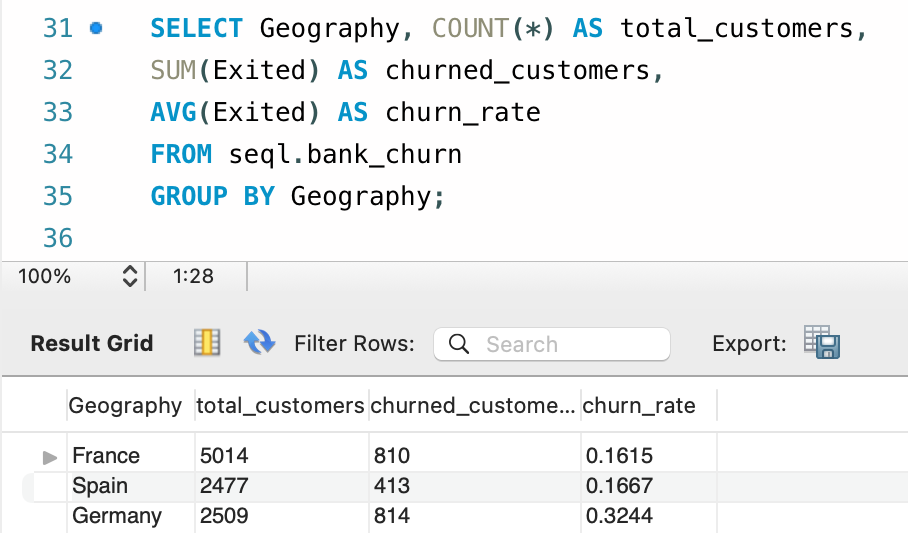 31 SELECT Geography, COUNT(*) AS total_customers,
32 SUM(Exited) AS churned_customers,
33 AVG(Exited) AS churn_rate
34 FROM seql.bank_churn
35 GROUP BY Geography;
36
100% 1:28
Result Grid Filter Rows: Search Export:
Geography total_customers churned_custome... churn_rate
France 5014 810 0.1615
Spain 2477 413 0.1667
Germany 2509 814 0.3244